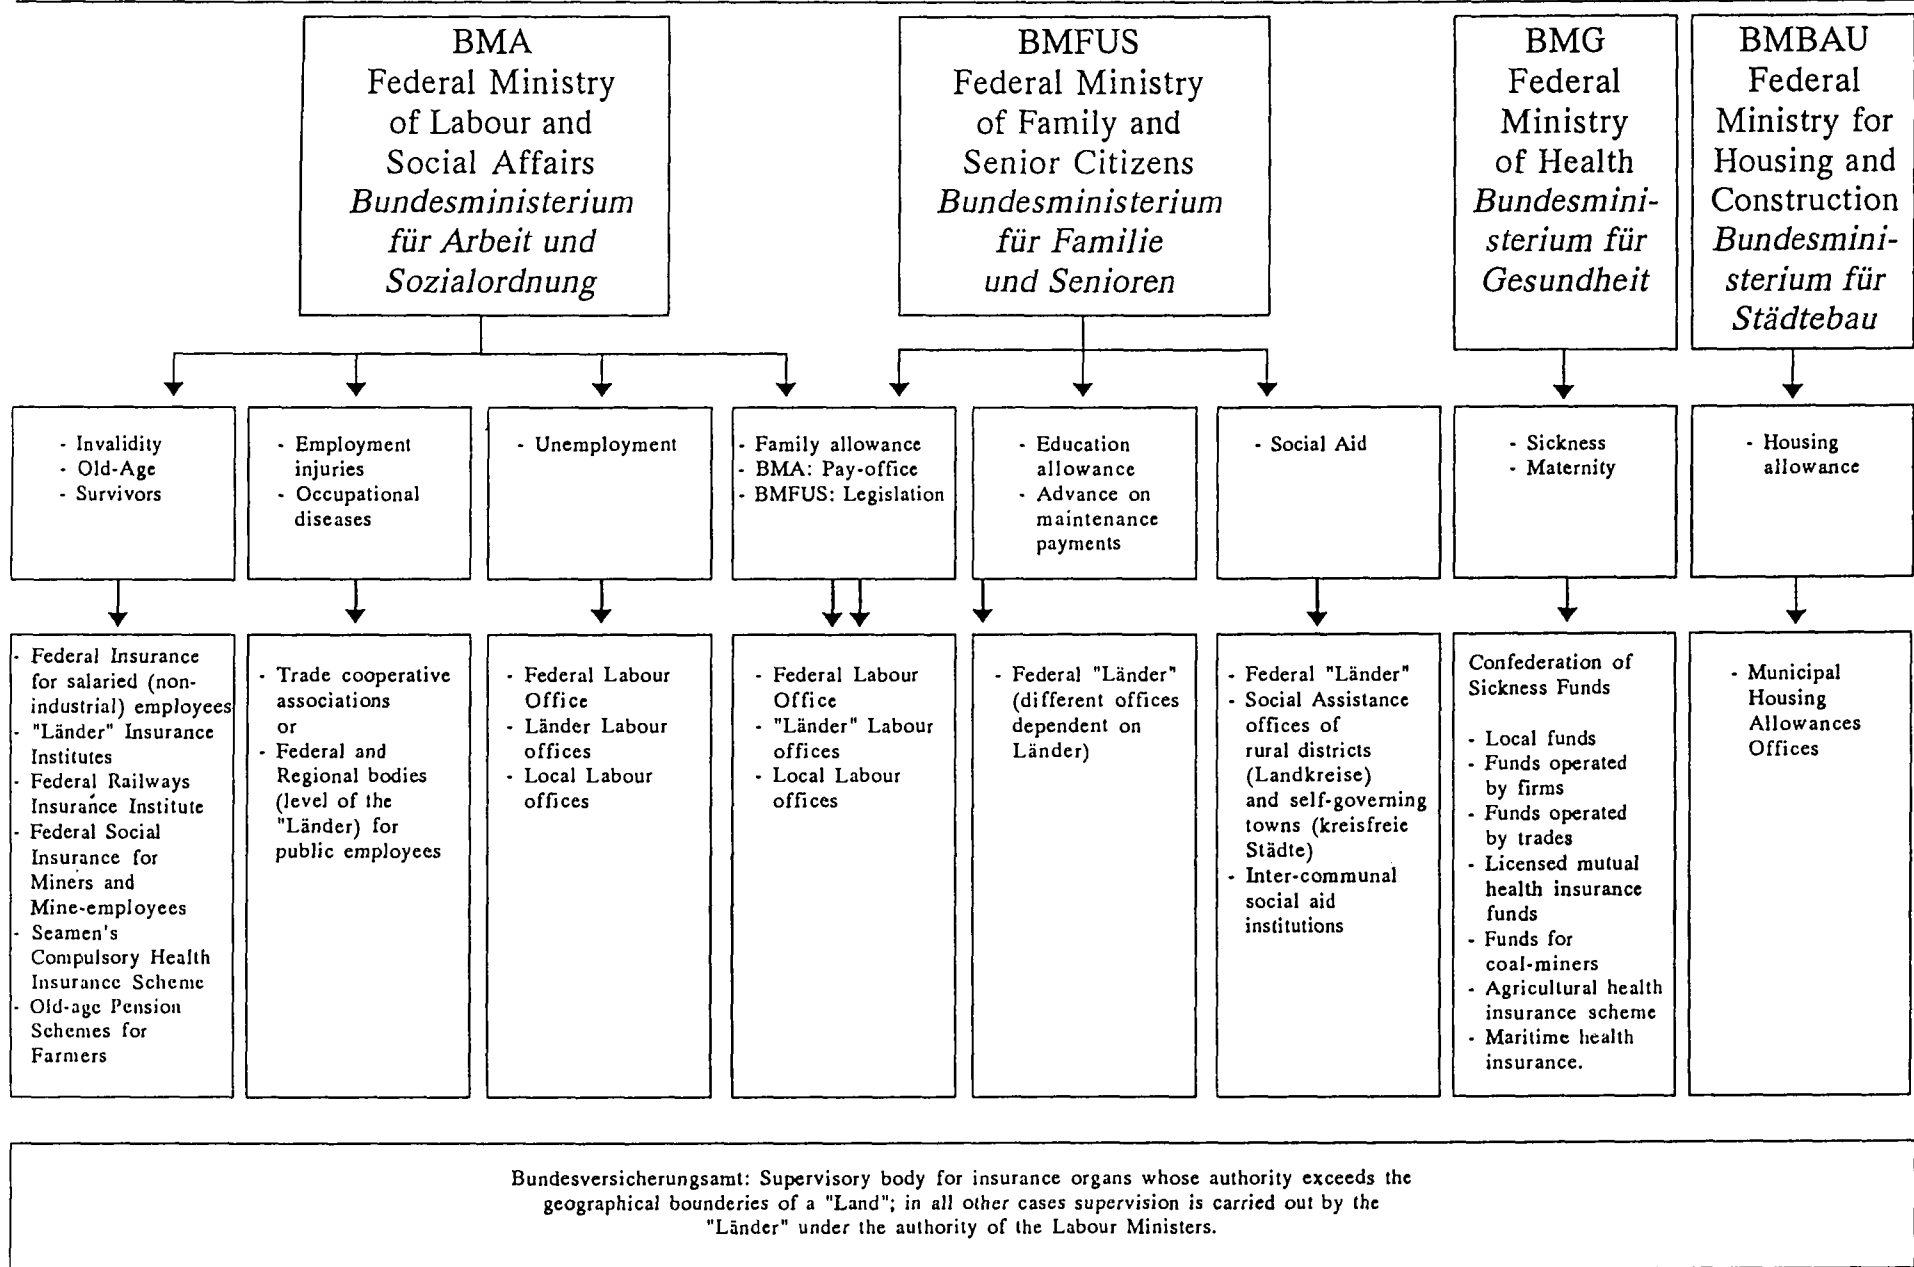 BMA
Federal Ministry
of Labour and
Social Affairs
Bundesministerium
für Arbeit und
Sozialordnung
BMFUS
Federal Ministry
of Family and
Senior Citizens
Bundesministerium
für Familie
und Senioren
BMG
Federal
Ministry
of Health
Bundesmini-
sterium für
Gesundheit
BMBAU
Federal
Ministry for
Housing and
Construction
Bundesmini-
sterium für
Städtebau
- Invalidity
- Old-Age
- Survivors
- Employment
injuries
- Occupational
diseases
- Unemployment
- Family allowance
- BMA: Pay-office
- BMFUS: Legislation
- Education
allowance
- Advance on
maintenance
payments
- Social Aid
- Sickness
- Maternity
- Housing
allowance
- Federal Insurance
for salaried (non-
industrial) employees
- "Länder" Insurance
Institutes
- Federal Railways
Insurance Institute
- Federal Social
Insurance for
Miners and
Mine-employees
- Seamen's
Compulsory Health
Insurance Scheme
- Old-age Pension
Schemes for
Farmers
- Trade cooperative
associations
or
- Federal and
Regional bodies
(level of the
"Länder) for
public employees
- Federal Labour
Office
- Länder Labour
offices
- Local Labour
offices
- Federal Labour
Office
- "Länder" Labour
offices
- Local Labour
offices
- Federal "Länder"
(different offices
dependent on
Länder)
- Federal "Länder"
- Social Assistance
offices of
rural districts
(Landkreise)
and self-governing
towns (kreisfreie
Städte)
- Inter-communal
social aid
institutions
Confederation of
Sickness Funds
- Local funds
- Funds operated
by firms
- Funds operated
by trades
- Licensed mutual
health insurance
funds
- Funds for
coal-miners
- Agricultural health
insurance scheme
- Maritime health
insurance.
- Municipal
Housing
Allowances
Offices
Bundesversicherungsamt: Supervisory body for insurance organs whose authority exceeds the
geographical bounderies of a "Land"; in all other cases supervision is carried out by the
"Länder" under the authority of the Labour Ministers.